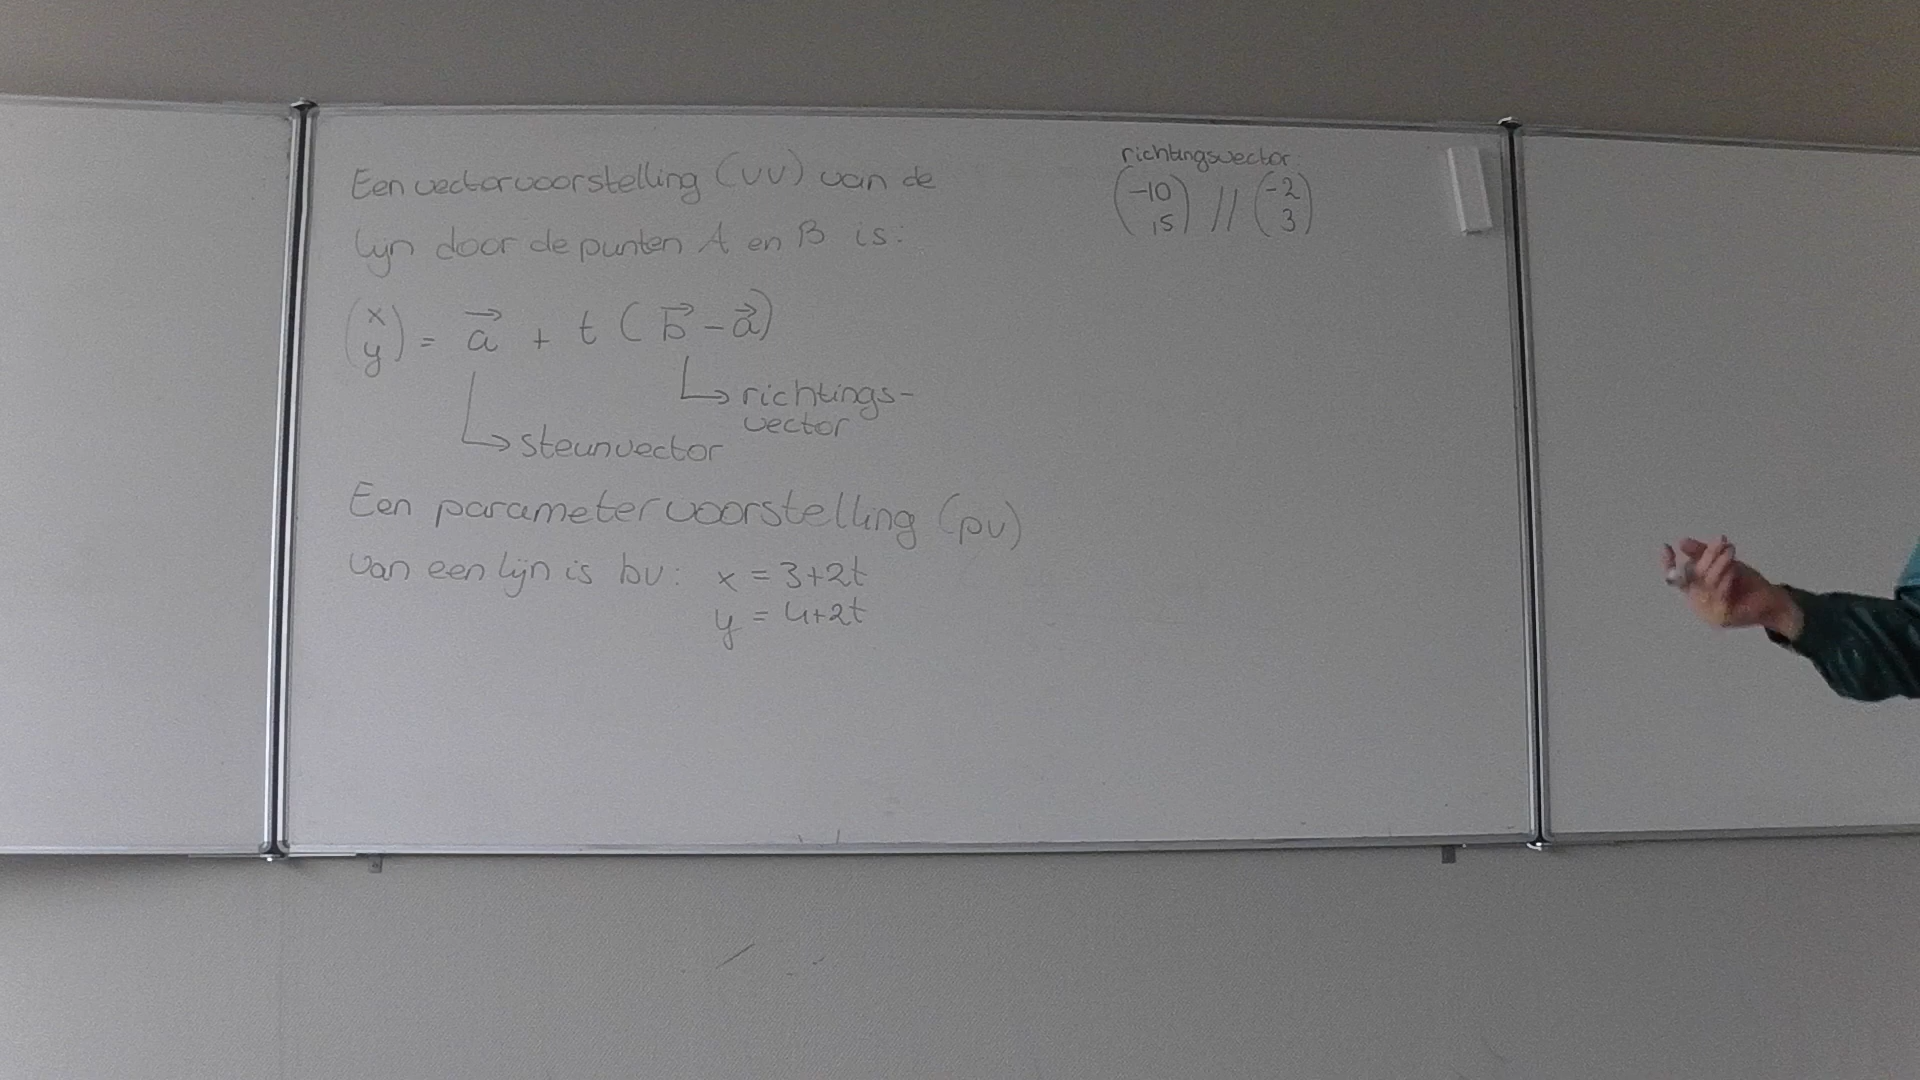 Een vectorvoorstelling (vv) van de
lijn door de punten A en B is:
(x y) = a⃗ + t (b⃗ - a⃗)
↳ richtings-
vector
↳ steunvector
Een parametervoorstelling (pv)
van een lijn is bv: x = 3+2t
y = 4+2t
richtingsvector
(-10 15) // (-2 3)